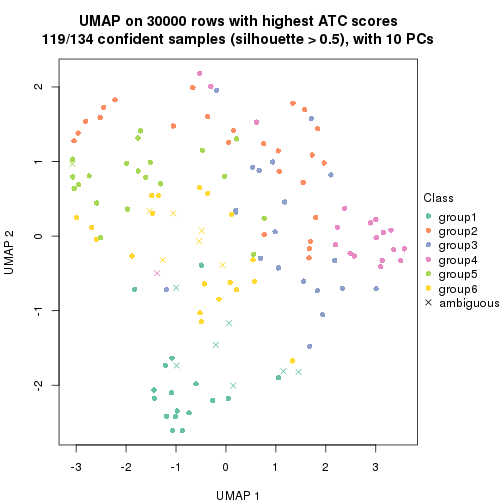 UMAP on 30000 rows with highest ATC scores
119/134 confident samples (silhouette > 0.5), with 10 PCs
UMAP 2
2
1
0
-1
-2
-3 -2 -1 0 1 2 3
UMAP 1
Class
group1
group2
group3
group4
group5
group6
ambiguous